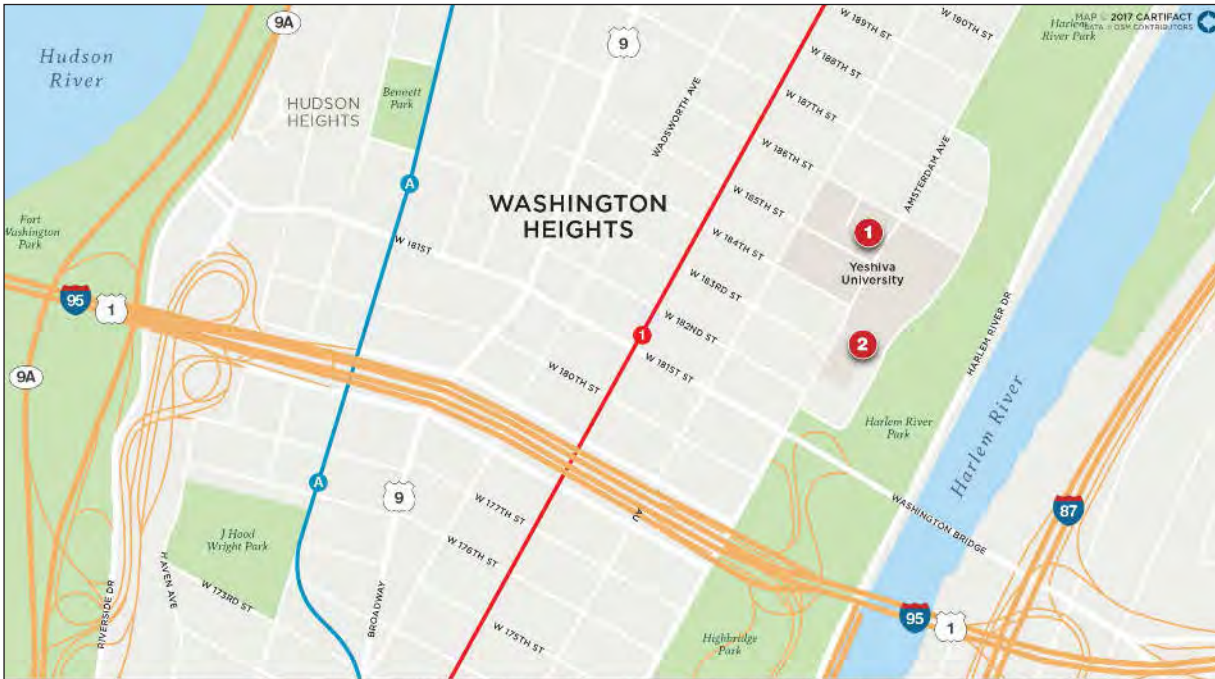 9A
MAP © 2017 CARTIFACT
DATA © OSM CONTRIBUTORS
Hudson
River
HUDSON
HEIGHTS
Bennett
Park
9
WADSWORTH AVE
W 189TH ST
W 190TH ST
Harlem
River Park
W 188TH ST
W 187TH ST
W 186TH ST
W 185TH ST
AMSTERDAM AVE
A
WASHINGTON
HEIGHTS
Fort
Washington
Park
W 181ST
W 184TH ST
1
Yeshiva
University
W 183RD ST
95
1
W 182ND ST
1
2
HARLEM RIVER DR
9A
W 180TH ST
W 181ST ST
Harlem River
Park
Harlem River
A
9
J Hood
Wright Park
W 177TH ST
AU
WASHINGTON BRIDGE
87
W 176TH ST
RIVERSIDE DR
HAVEN AVE
W 173RD ST
BROADWAY
W 175TH ST
Highbridge
Park
95
1